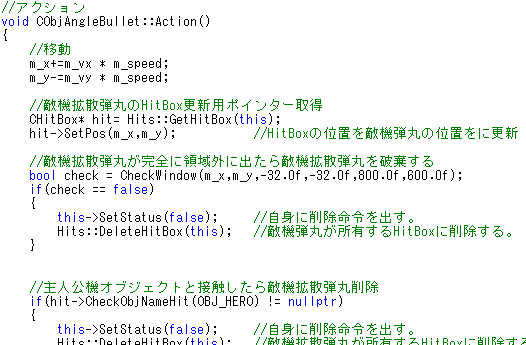 //アクション
void CObjAngleBullet::Action()
{
//移動
m_x+=m_vx * m_speed;
m_y-=m_vy * m_speed;
//敵機拡散弾丸のHitBox更新用ポインター取得
CHitBox* hit= Hits::GetHitBox(this);
hit->SetPos(m_x,m_y); //HitBoxの位置を敵機弾丸の位置をに更新
//敵機拡散弾丸が完全に領域外に出たら敵機拡散弾丸を破棄する
bool check = CheckWindow(m_x,m_y,-32.0f,-32.0f,800.0f,600.0f);
if(check == false)
{
this->SetStatus(false); //自身に削除命令を出す。
Hits::DeleteHitBox(this); //敵機弾丸が所有するHitBoxに削除する。
}
//主人公機オブジェクトと接触したら敵機拡散弾丸削除
if(hit->CheckObjNameHit(OBJ_HERO) != nullptr)
{
this->SetStatus(false); //自身に削除命令を出す。
Hits::DeleteHitBox(this); //敵機弾丸が所有するHitBoxに削除する